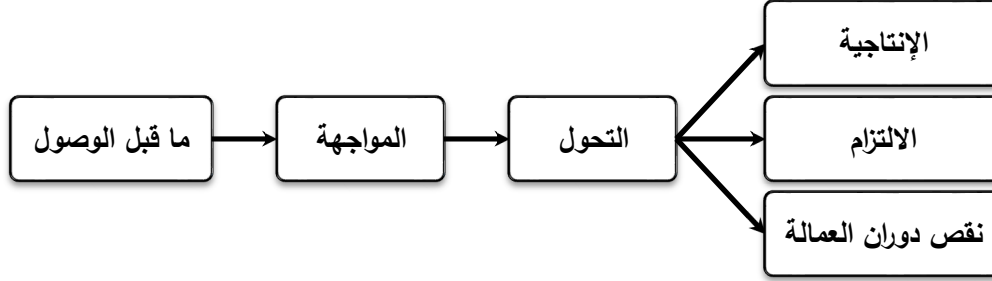 ما قبل الوصول
المواجهة
التحول
الإنتاجية
الالتزام
نقص دوران العمالة